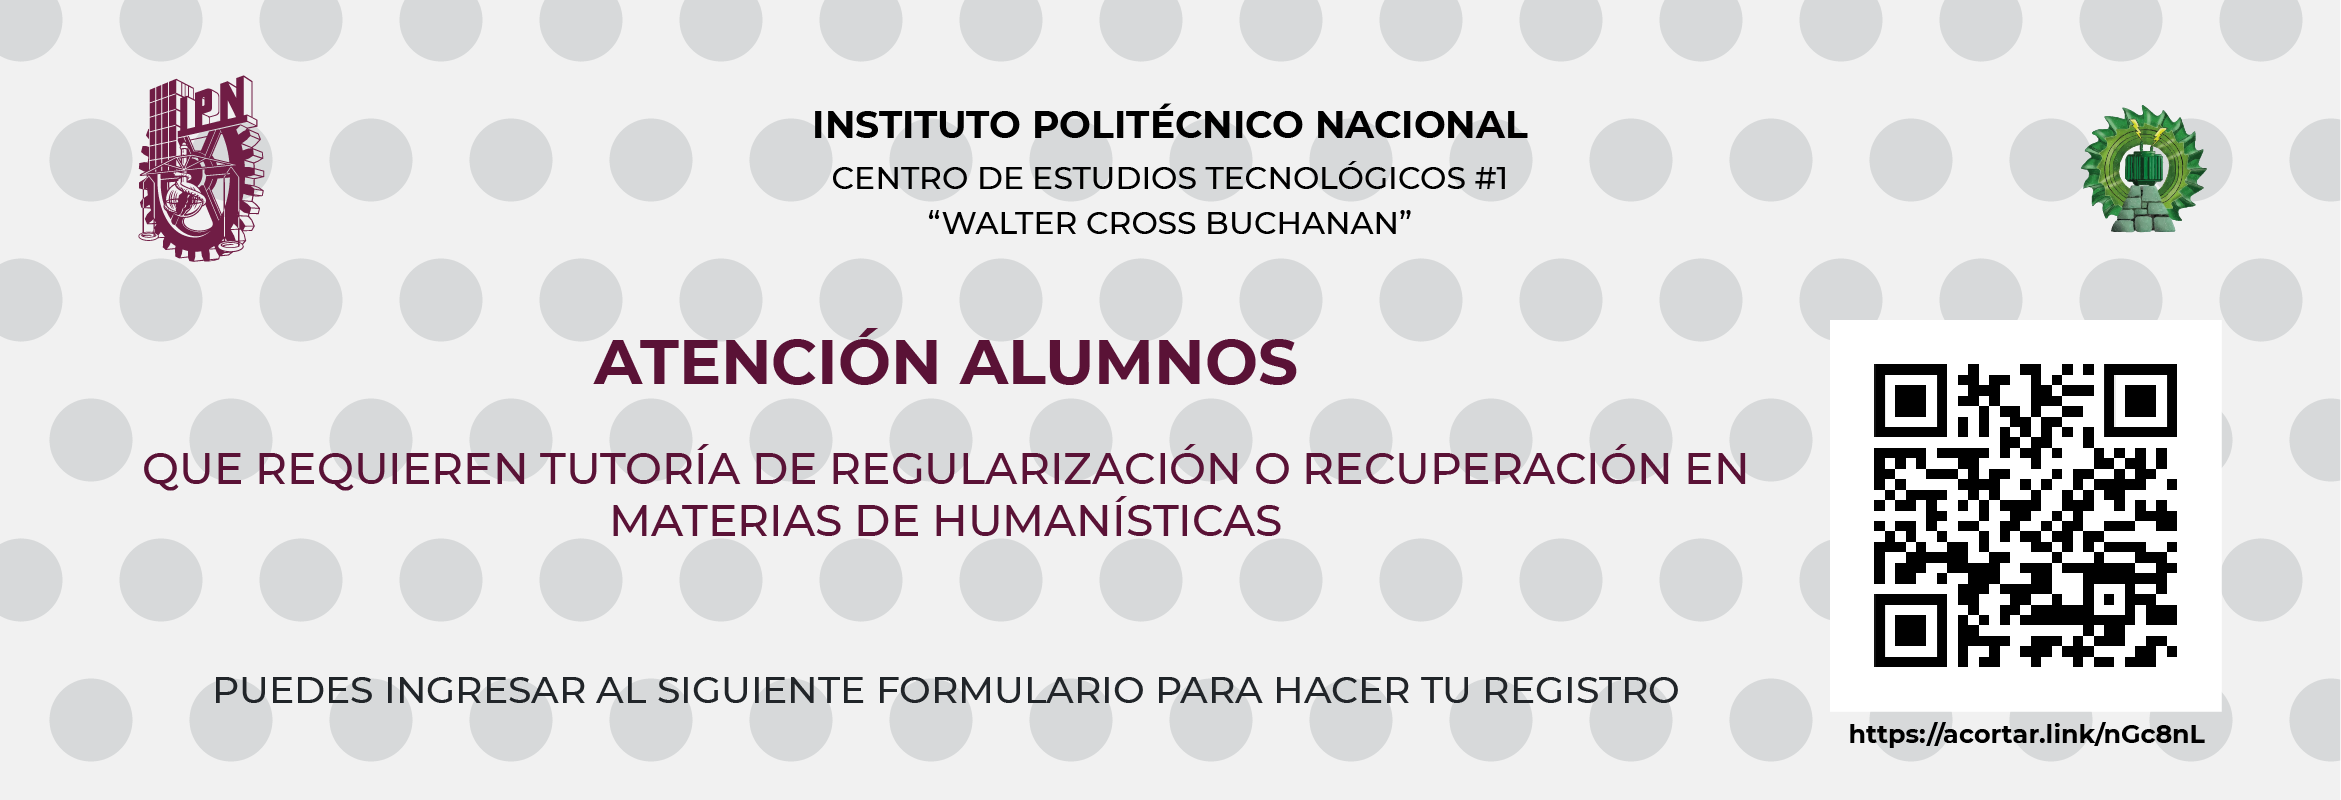 IPN
INSTITUTO POLITÉCNICO NACIONAL
CENTRO DE ESTUDIOS TECNOLÓGICOS #1
“WALTER CROSS BUCHANAN”
ATENCIÓN ALUMNOS
QUE REQUIEREN TUTORÍA DE REGULARIZACIÓN O RECUPERACIÓN EN
MATERIAS DE HUMANÍSTICAS
PUEDES INGRESAR AL SIGUIENTE FORMULARIO PARA HACER TU REGISTRO
https://acortar.link/nGc8nL